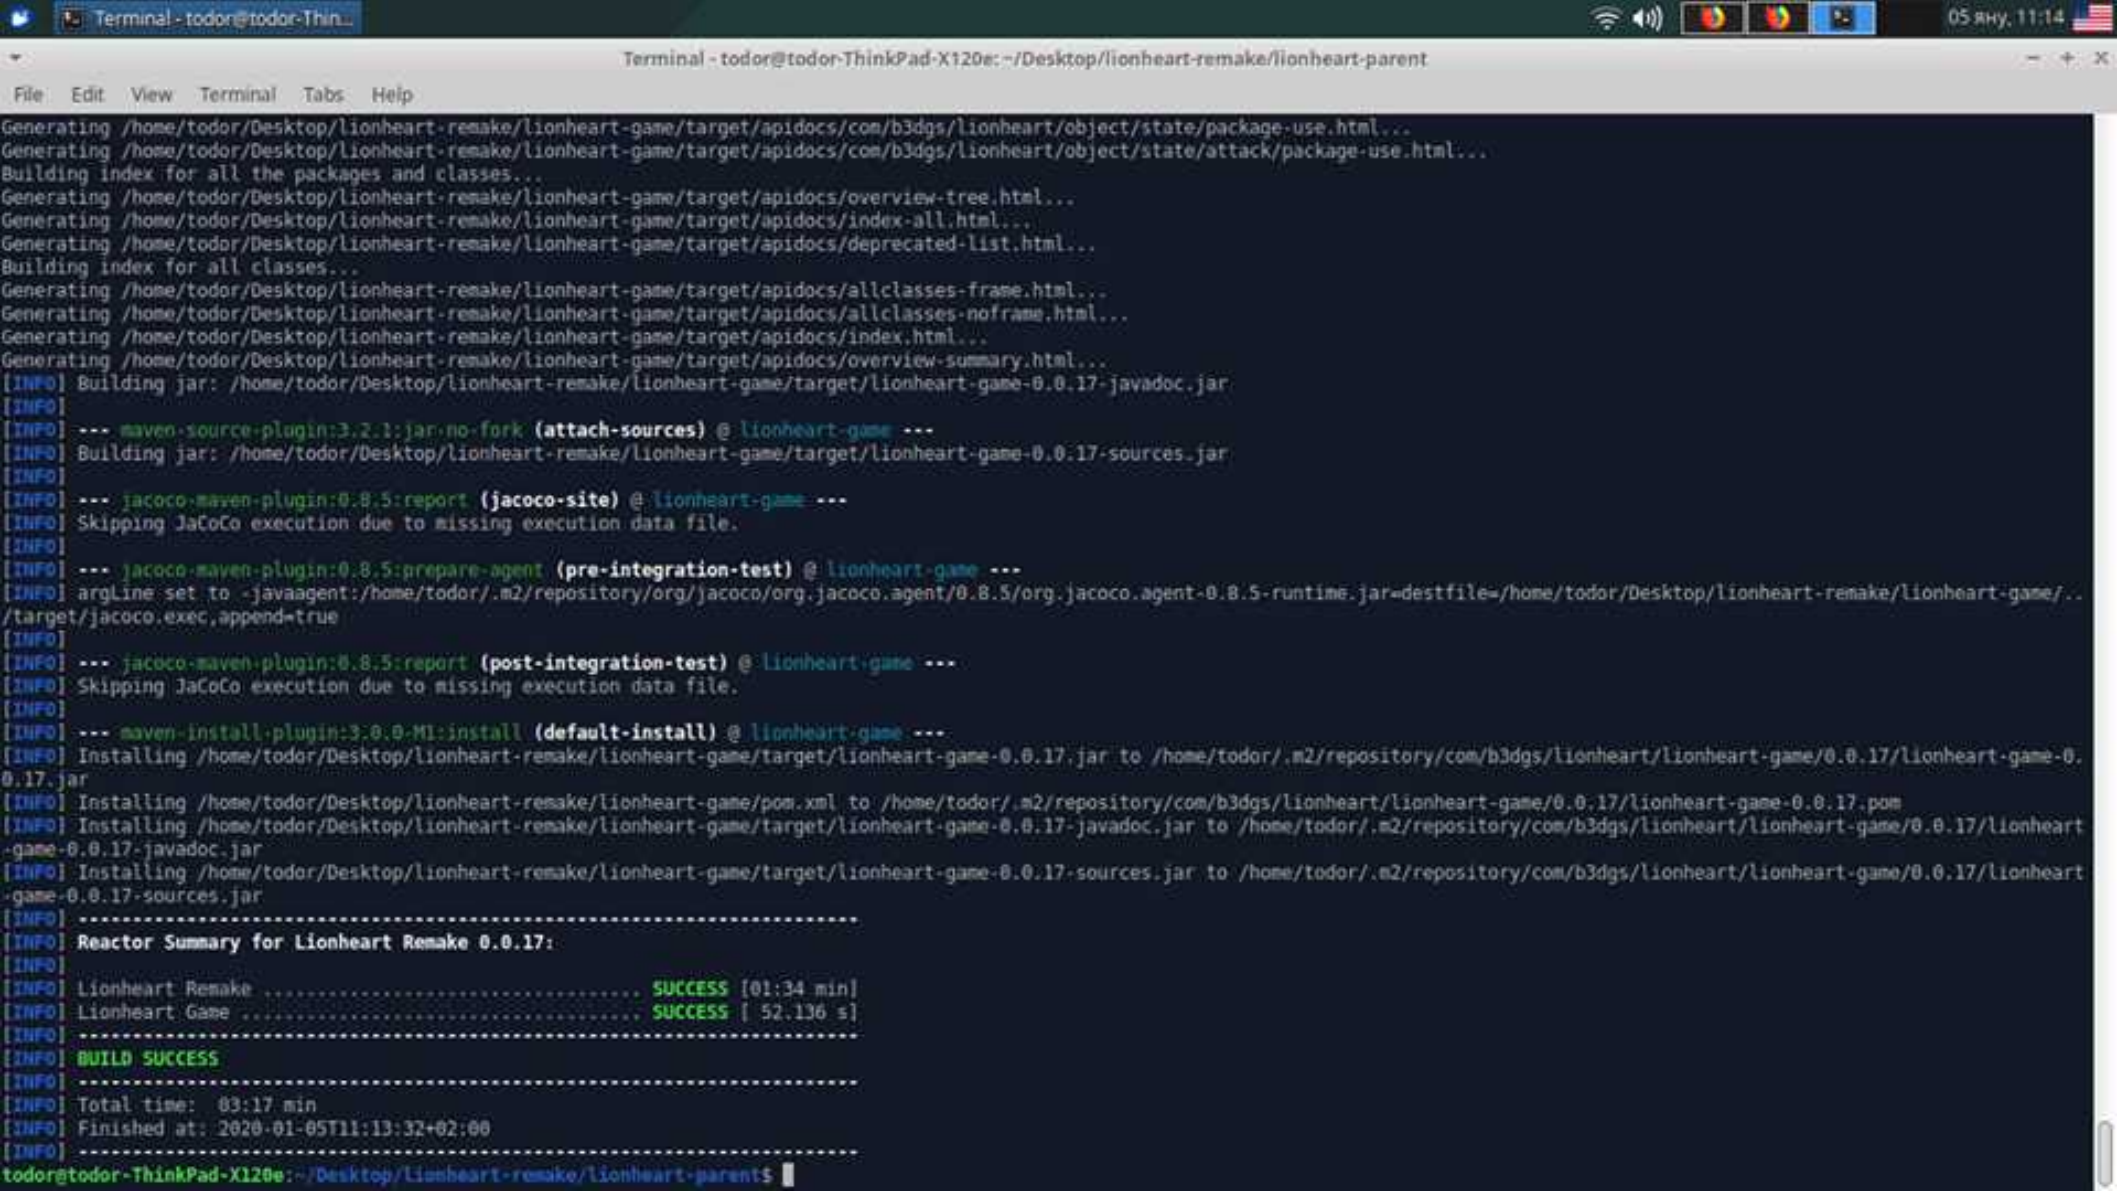 Terminal - todor@todor-Thin...
05 яну, 11:14
Terminal - todor@todor-ThinkPad-X120e: ~/Desktop/lionheart-remake/lionheart-parent
File Edit View Terminal Tabs Help
Generating /home/todor/Desktop/lionheart-remake/lionheart-game/target/apidocs/com/b3dgs/lionheart/object/state/package-use.html...
Generating /home/todor/Desktop/lionheart-remake/lionheart-game/target/apidocs/com/b3dgs/lionheart/object/state/attack/package-use.html...
Building index for all the packages and classes...
Generating /home/todor/Desktop/lionheart-remake/lionheart-game/target/apidocs/overview-tree.html...
Generating /home/todor/Desktop/lionheart-remake/lionheart-game/target/apidocs/index-all.html...
Generating /home/todor/Desktop/lionheart-remake/lionheart-game/target/apidocs/deprecated-list.html...
Building index for all classes...
Generating /home/todor/Desktop/lionheart-remake/lionheart-game/target/apidocs/allclasses-frame.html...
Generating /home/todor/Desktop/lionheart-remake/lionheart-game/target/apidocs/allclasses-noframe.html...
Generating /home/todor/Desktop/lionheart-remake/lionheart-game/target/apidocs/index.html...
Generating /home/todor/Desktop/lionheart-remake/lionheart-game/target/apidocs/overview-summary.html...
[INFO] Building jar: /home/todor/Desktop/lionheart-remake/lionheart-game/target/lionheart-game-0.0.17-javadoc.jar
[INFO]
[INFO] --- maven-source-plugin:3.2.1:jar-no-fork (attach-sources) @ lionheart-game ---
[INFO] Building jar: /home/todor/Desktop/lionheart-remake/lionheart-game/target/lionheart-game-0.0.17-sources.jar
[INFO]
[INFO] --- jacoco-maven-plugin:0.8.5:report (jacoco-site) @ lionheart-game ---
[INFO] Skipping JaCoCo execution due to missing execution data file.
[INFO]
[INFO] --- jacoco-maven-plugin:0.8.5:prepare-agent (pre-integration-test) @ lionheart-game ---
[INFO] argLine set to -javaagent:/home/todor/.m2/repository/org/jacoco/org.jacoco.agent/0.8.5/org.jacoco.agent-0.8.5-runtime.jar=destfile=/home/todor/Desktop/lionheart-remake/lionheart-game/..
/target/jacoco.exec,append=true
[INFO]
[INFO] --- jacoco-maven-plugin:0.8.5:report (post-integration-test) @ lionheart-game ---
[INFO] Skipping JaCoCo execution due to missing execution data file.
[INFO]
[INFO] --- maven-install-plugin:3.0.0-M1:install (default-install) @ lionheart-game ---
[INFO] Installing /home/todor/Desktop/lionheart-remake/lionheart-game/target/lionheart-game-0.0.17.jar to /home/todor/.m2/repository/com/b3dgs/lionheart/lionheart-game/0.0.17/lionheart-game-0.
0.17.jar
[INFO] Installing /home/todor/Desktop/lionheart-remake/lionheart-game/pom.xml to /home/todor/.m2/repository/com/b3dgs/lionheart/lionheart-game/0.0.17/lionheart-game-0.0.17.pom
[INFO] Installing /home/todor/Desktop/lionheart-remake/lionheart-game/target/lionheart-game-0.0.17-javadoc.jar to /home/todor/.m2/repository/com/b3dgs/lionheart/lionheart-game/0.0.17/lionheart
-game-0.0.17-javadoc.jar
[INFO] Installing /home/todor/Desktop/lionheart-remake/lionheart-game/target/lionheart-game-0.0.17-sources.jar to /home/todor/.m2/repository/com/b3dgs/lionheart/lionheart-game/0.0.17/lionheart
-game-0.0.17-sources.jar
[INFO] ------------------------------------------------------------------------
[INFO] Reactor Summary for Lionheart Remake 0.0.17:
[INFO]
[INFO] Lionheart Remake ................................... SUCCESS [01:34 min]
[INFO] Lionheart Game ..................................... SUCCESS [ 52.136 s]
[INFO] ------------------------------------------------------------------------
[INFO] BUILD SUCCESS
[INFO] ------------------------------------------------------------------------
[INFO] Total time:  03:17 min
[INFO] Finished at: 2020-01-05T11:13:32+02:00
[INFO] ------------------------------------------------------------------------
todor@todor-ThinkPad-X120e:~/Desktop/lionheart-remake/lionheart-parent$